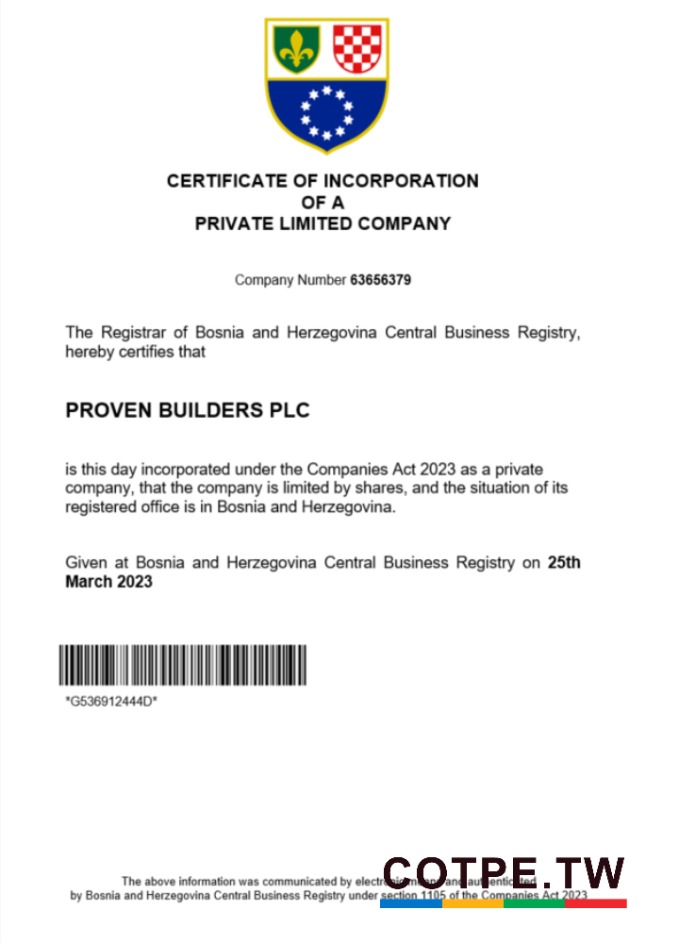 CERTIFICATE OF INCORPORATION
OF A
PRIVATE LIMITED COMPANY
Company Number 63656379
The Registrar of Bosnia and Herzegovina Central Business Registry,
hereby certifies that
PROVEN BUILDERS PLC
is this day incorporated under the Companies Act 2023 as a private
company, that the company is limited by shares, and the situation of its
registered office is in Bosnia and Herzegovina.
Given at Bosnia and Herzegovina Central Business Registry on 25th
March 2023
*G536912444D*
COTPE.TW
The above information was communicated by electronic means and authenticated
by Bosnia and Herzegovina Central Business Registry under section 1105 of the Companies Act 2023